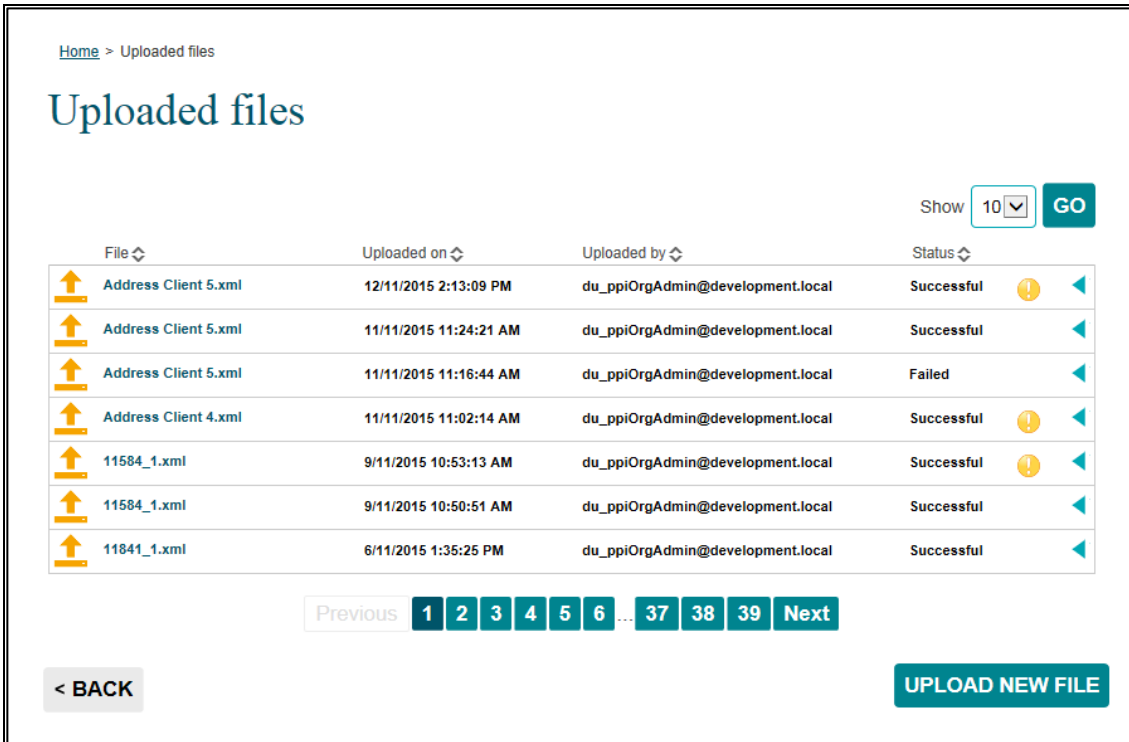 Home > Uploaded files
Uploaded files
Show 10 GO
File Uploaded on Uploaded by Status
Address Client 5.xml 12/11/2015 2:13:09 PM du_ppiOrgAdmin@development.local Successful
Address Client 5.xml 11/11/2015 11:24:21 AM du_ppiOrgAdmin@development.local Successful
Address Client 5.xml 11/11/2015 11:16:44 AM du_ppiOrgAdmin@development.local Failed
Address Client 4.xml 11/11/2015 11:02:14 AM du_ppiOrgAdmin@development.local Successful
11584_1.xml 9/11/2015 10:53:13 AM du_ppiOrgAdmin@development.local Successful
11584_1.xml 9/11/2015 10:50:51 AM du_ppiOrgAdmin@development.local Successful
11841_1.xml 6/11/2015 1:35:25 PM du_ppiOrgAdmin@development.local Successful
Previous 1 2 3 4 5 6 ... 37 38 39 Next
< BACK UPLOAD NEW FILE